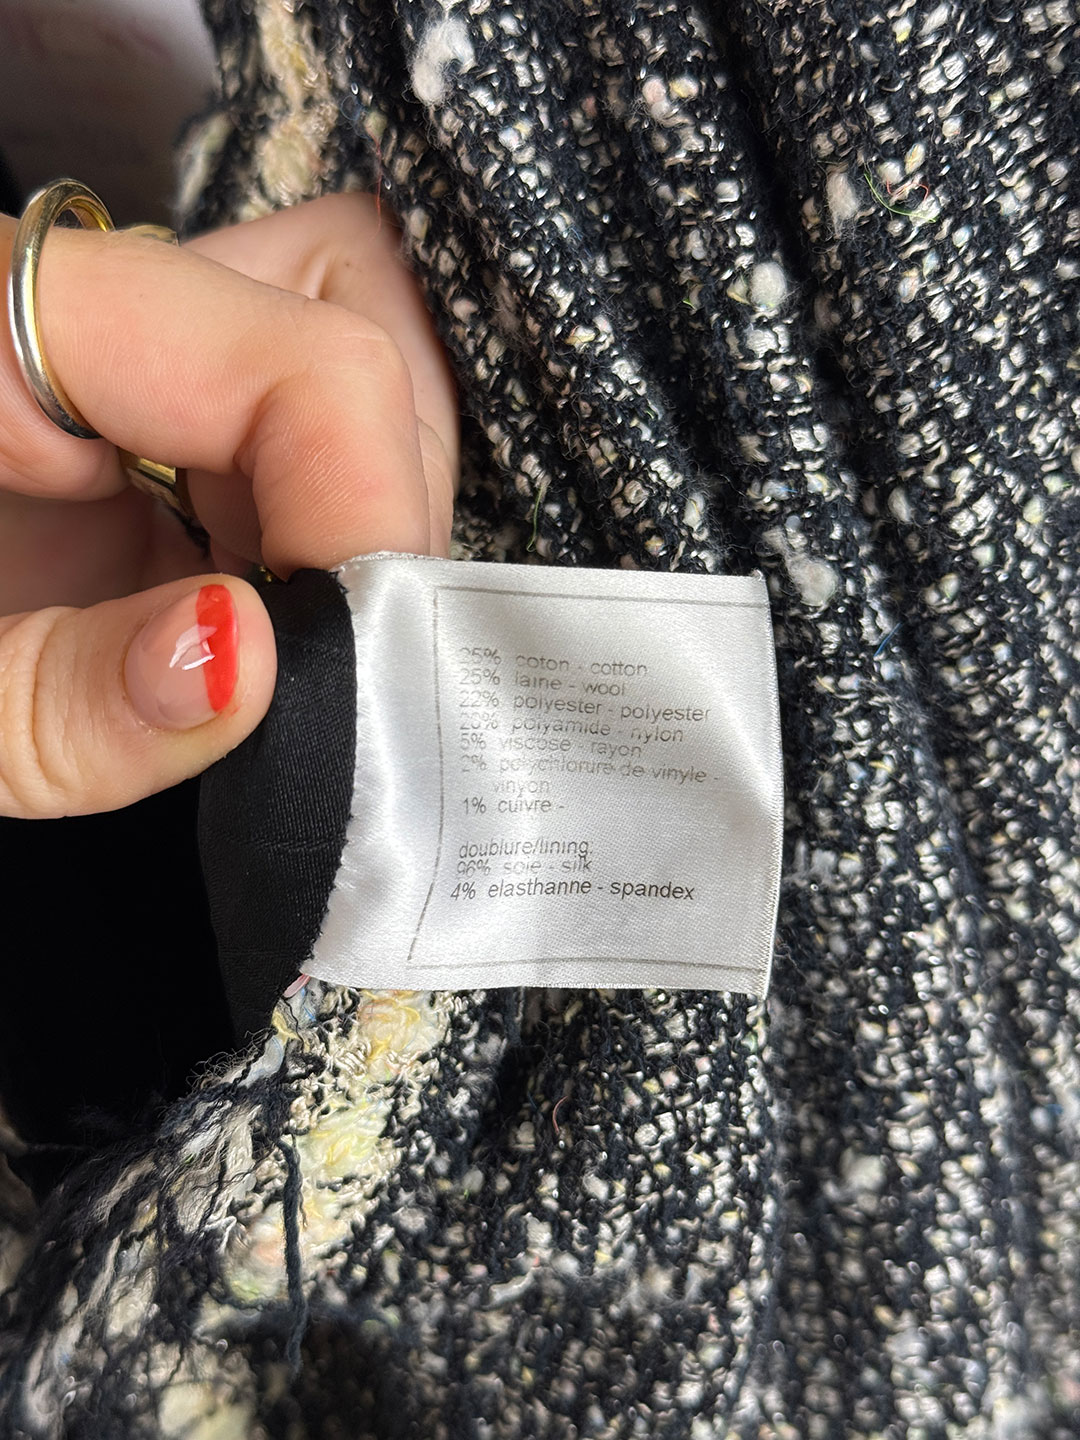 25% coton - cotton
25% laine - wool
22% polyester - polyester
20% polyamide - nylon
5% viscose - rayon
2% polychlorure de vinyle -
vinyon
1% cuivre -
doublure/lining:
96% soie - silk
4% elasthanne - spandex